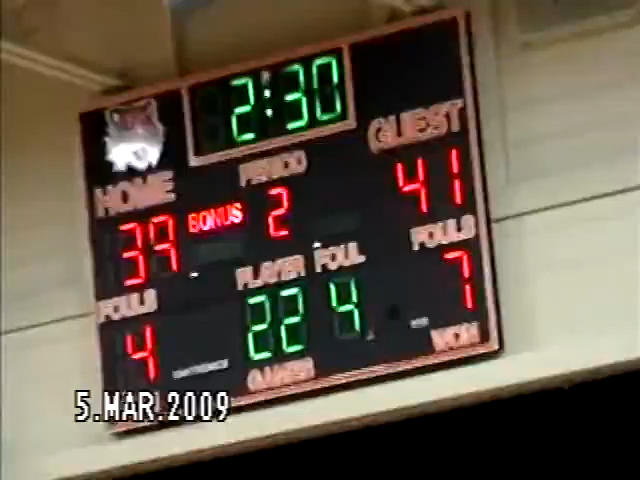 2:30
HOME PERIOD GUEST
39 BONUS 2 41
FOULS PLAYER FOUL FOULS
4 22 4 7
WON
5.MAR.2009